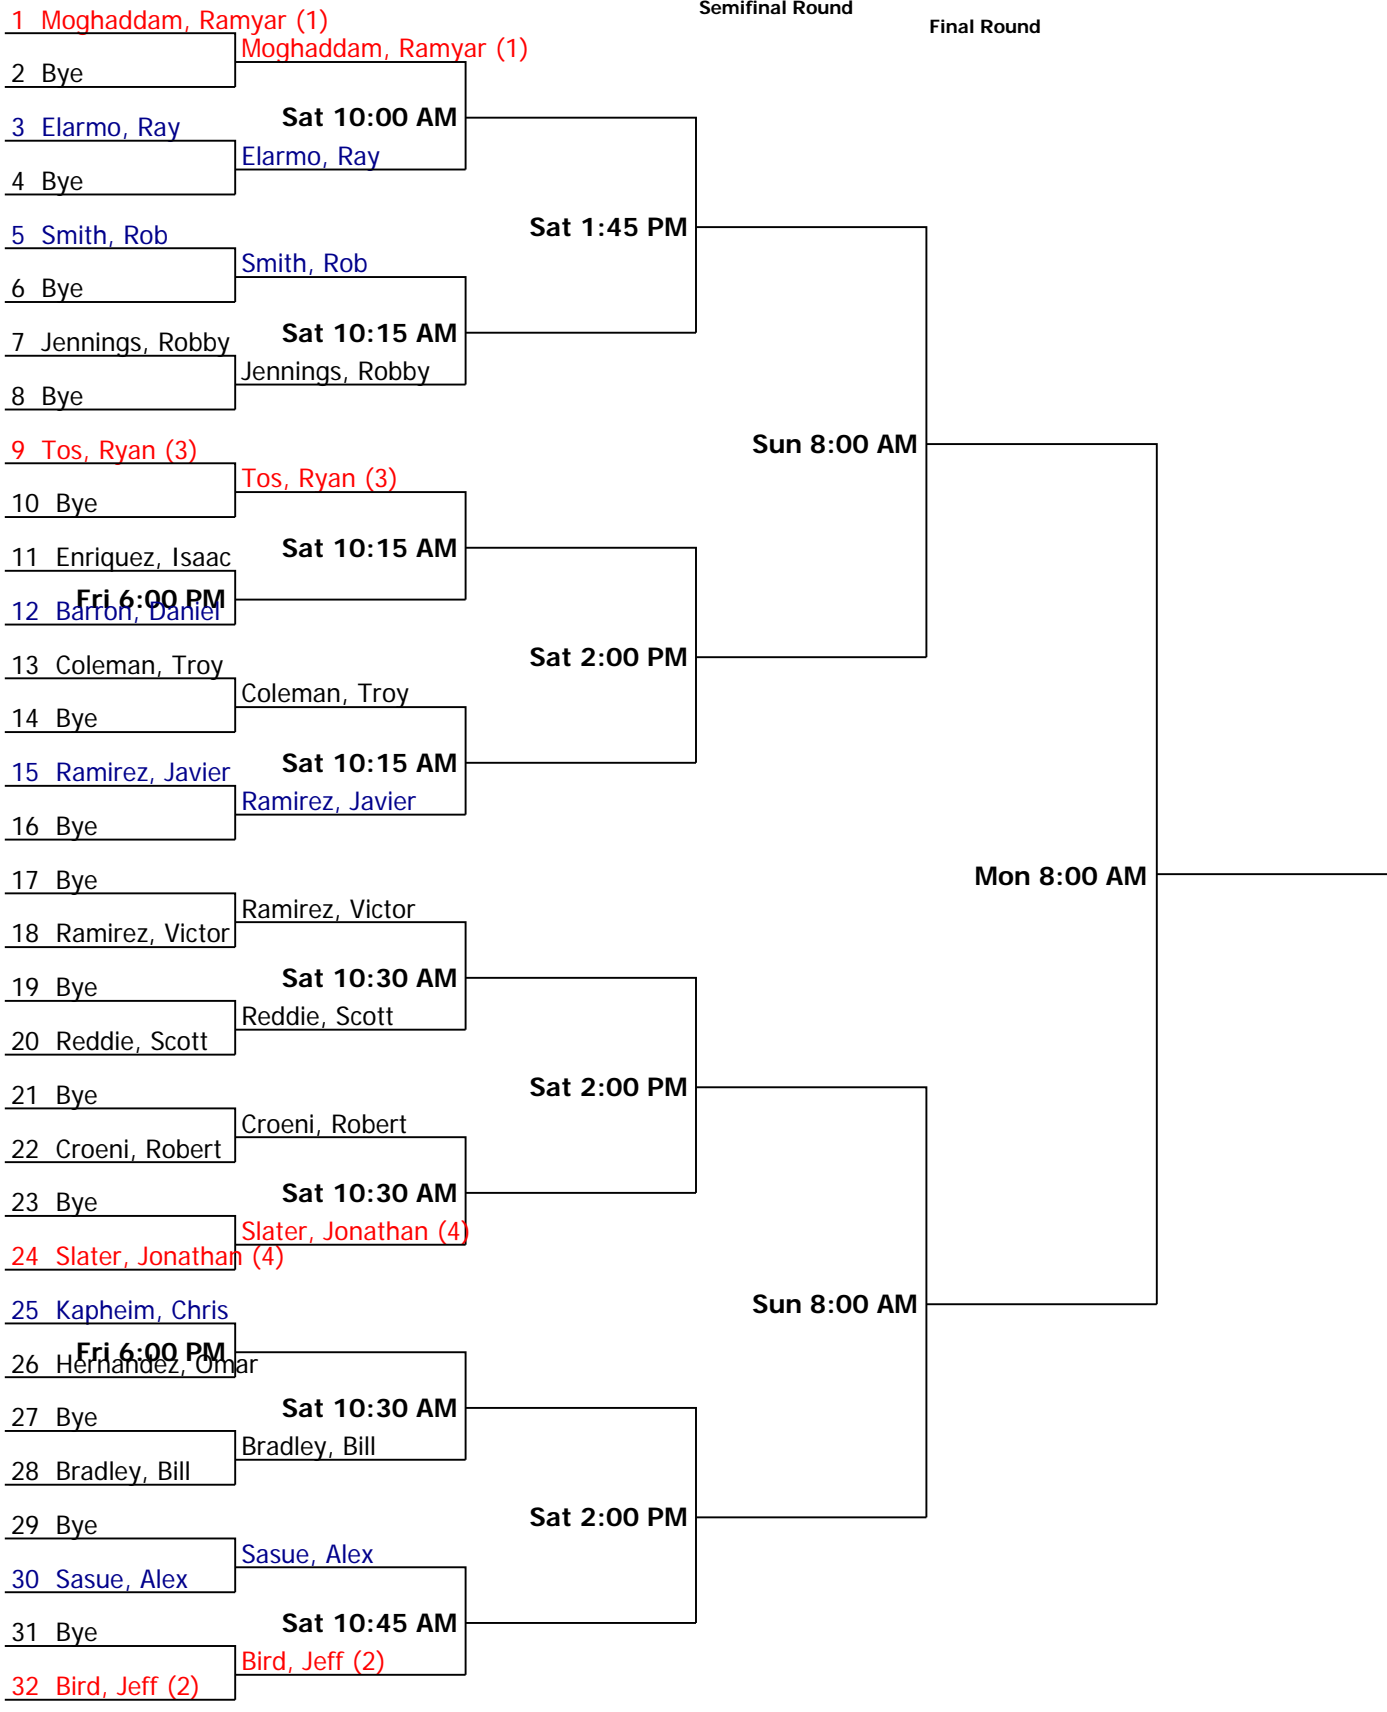 Semifinal Round
Final Round
1 Moghaddam, Ramyar (1)
Moghaddam, Ramyar (1)
2 Bye
Sat 10:00 AM
3 Elarmo, Ray
Elarmo, Ray
4 Bye
Sat 1:45 PM
5 Smith, Rob
Smith, Rob
6 Bye
Sat 10:15 AM
7 Jennings, Robby
Jennings, Robby
8 Bye
Sun 8:00 AM
9 Tos, Ryan (3)
Tos, Ryan (3)
10 Bye
Sat 10:15 AM
11 Enriquez, Isaac
Fri 6:00 PM
12 Barron, Daniel
Sat 2:00 PM
13 Coleman, Troy
Coleman, Troy
14 Bye
Sat 10:15 AM
15 Ramirez, Javier
Ramirez, Javier
16 Bye
Mon 8:00 AM
17 Bye
Ramirez, Victor
18 Ramirez, Victor
Sat 10:30 AM
19 Bye
Reddie, Scott
20 Reddie, Scott
Sat 2:00 PM
21 Bye
Croeni, Robert
22 Croeni, Robert
Sat 10:30 AM
23 Bye
Slater, Jonathan (4)
24 Slater, Jonathan (4)
Sun 8:00 AM
25 Kapheim, Chris
Fri 6:00 PM
26 Hernandez, Omar
Sat 10:30 AM
27 Bye
Bradley, Bill
28 Bradley, Bill
Sat 2:00 PM
29 Bye
Sasue, Alex
30 Sasue, Alex
Sat 10:45 AM
31 Bye
Bird, Jeff (2)
32 Bird, Jeff (2)